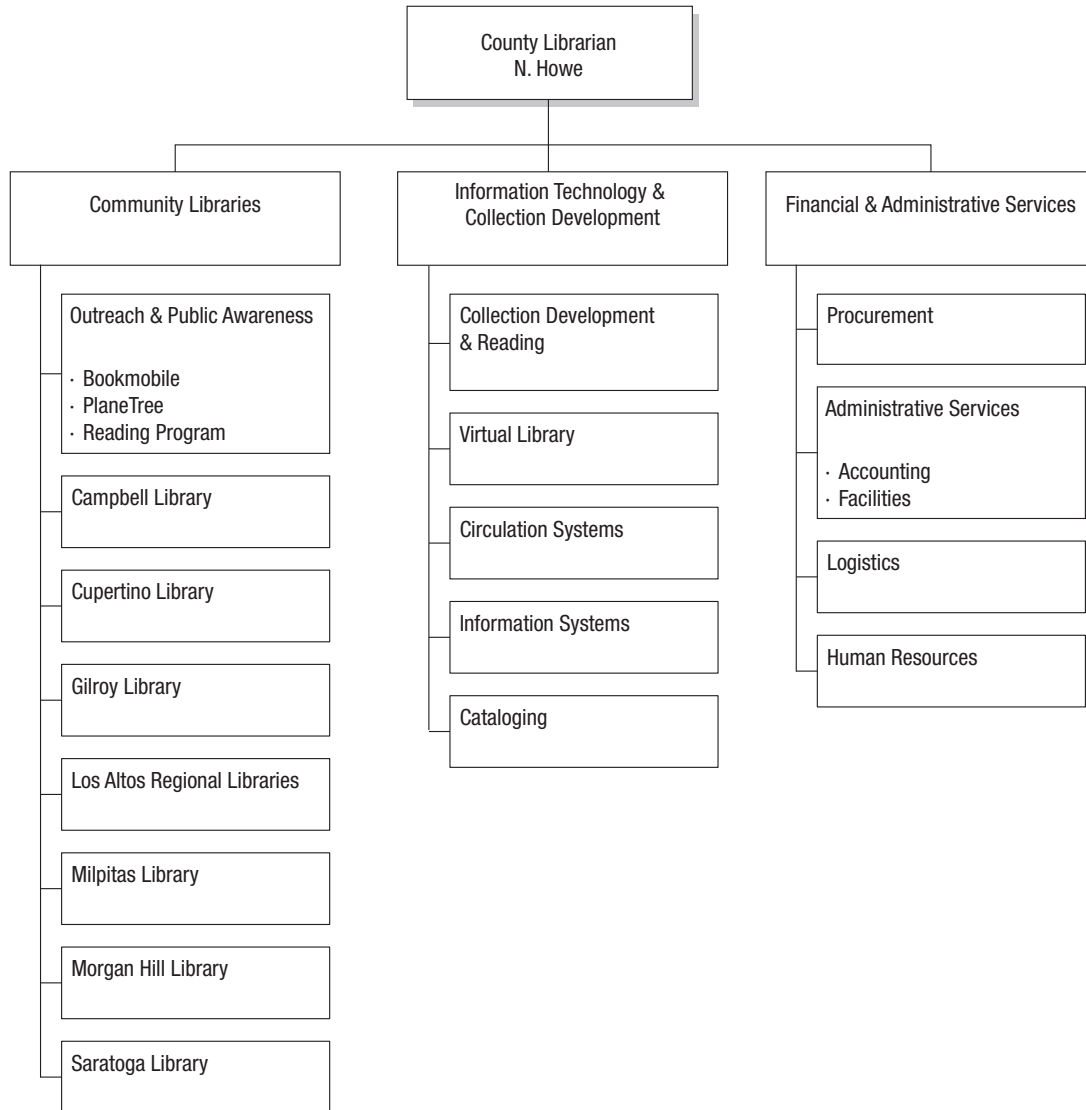 County Librarian
N. Howe
Community Libraries
Outreach & Public Awareness
· Bookmobile
· PlaneTree
· Reading Program
Campbell Library
Cupertino Library
Gilroy Library
Los Altos Regional Libraries
Milpitas Library
Morgan Hill Library
Saratoga Library
Information Technology &
Collection Development
Collection Development
& Reading
Virtual Library
Circulation Systems
Information Systems
Cataloging
Financial & Administrative Services
Procurement
Administrative Services
· Accounting
· Facilities
Logistics
Human Resources